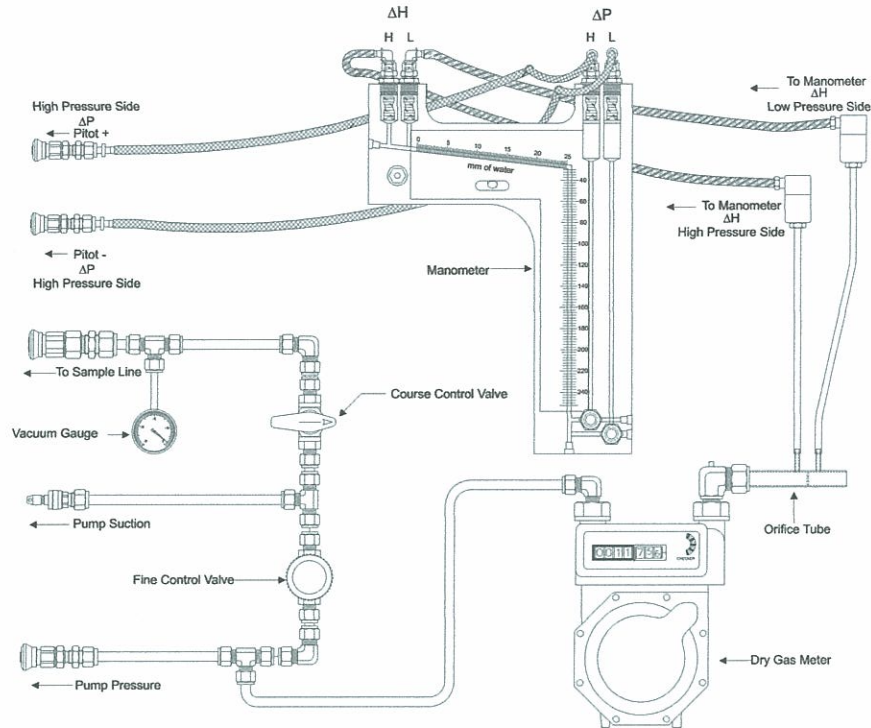 ΔH
ΔP
H L
H L
High Pressure Side
ΔP
Pitot +
To Manometer
ΔH
Low Pressure Side
0 5 10 15 20 25
mm of water
40
60
80
100
120
140
160
180
200
220
240
To Manometer
ΔH
High Pressure Side
Pitot -
ΔP
High Pressure Side
Manometer
To Sample Line
Course Control Valve
Vacuum Gauge
Pump Suction
Orifice Tube
0011 75
Fine Control Valve
Dry Gas Meter
Pump Pressure